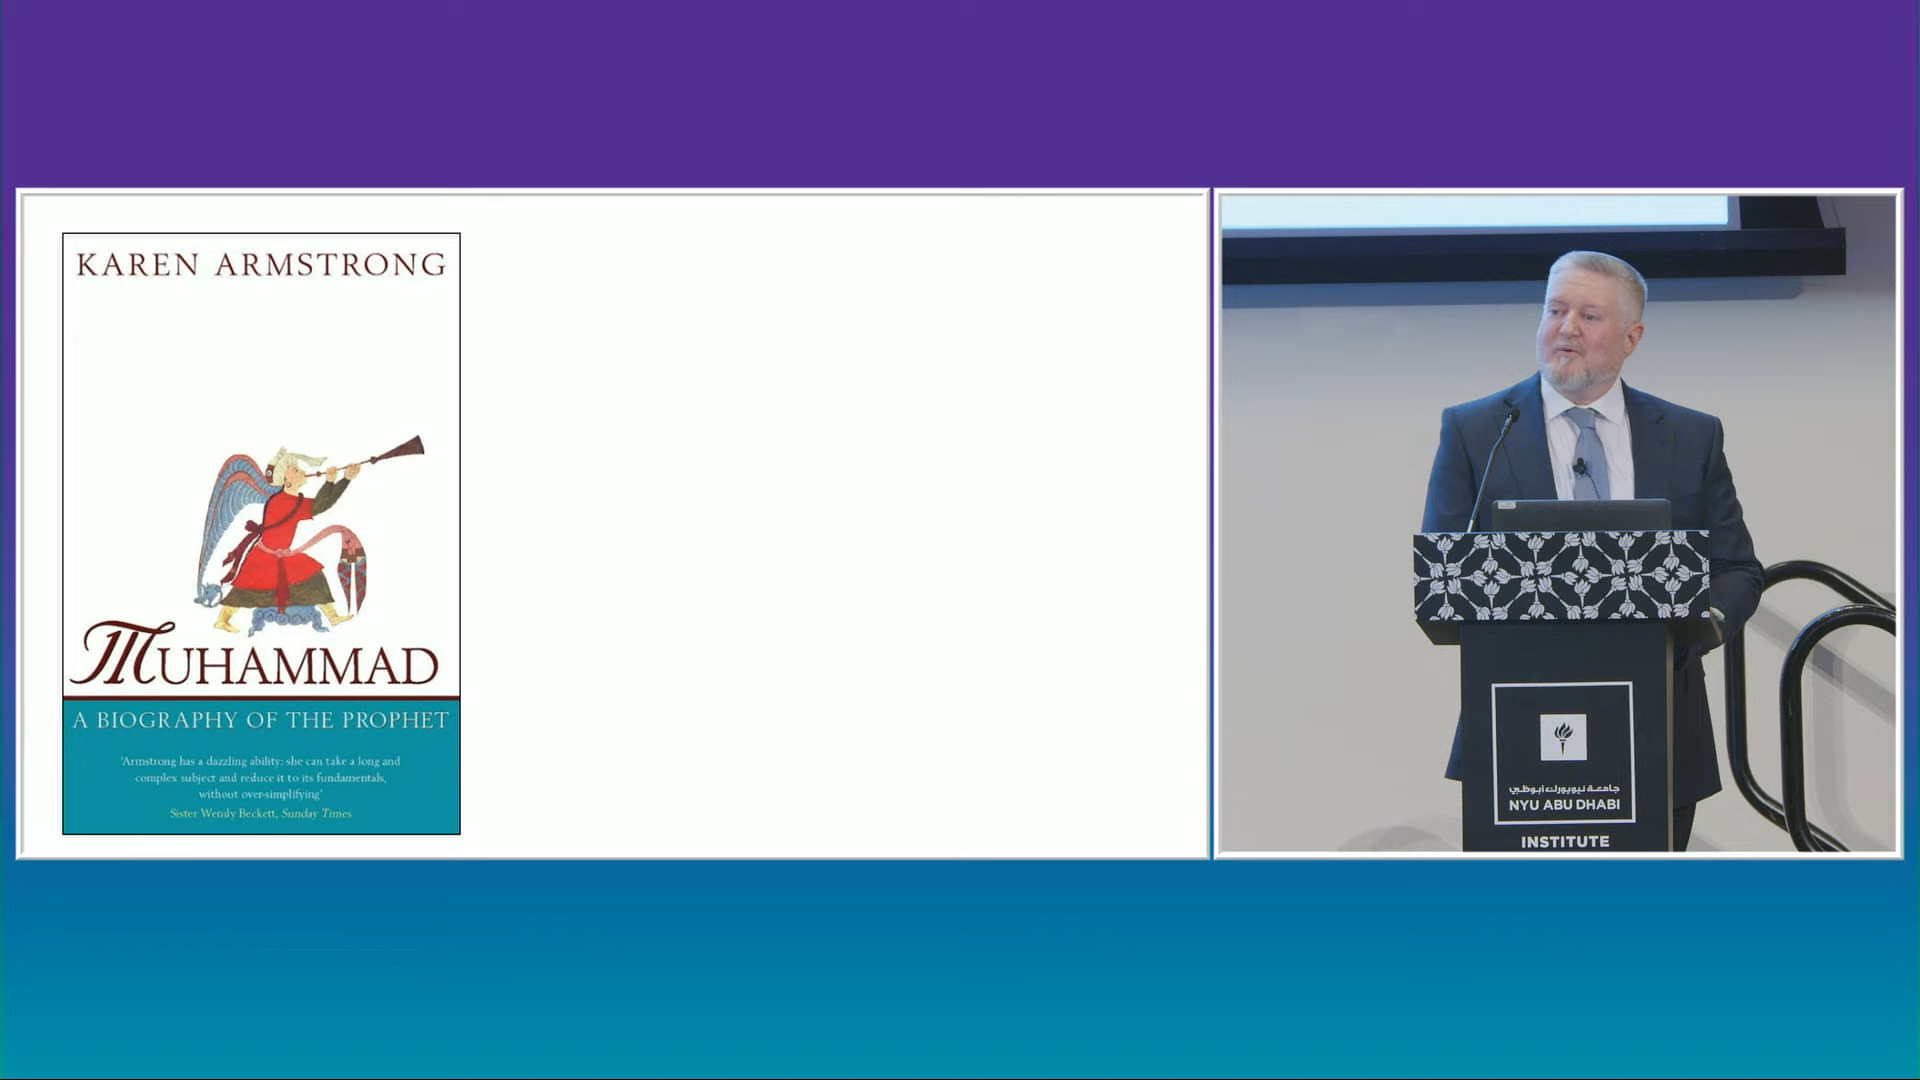 KAREN ARMSTRONG
MUHAMMAD
A BIOGRAPHY OF THE PROPHET
'Armstrong has a dazzling ability: she can take a long and
complex subject and reduce it to its fundamentals,
without over-simplifying'
Sister Wendy Beckett, Sunday Times
جامعة نيويورك أبوظبي
NYU ABU DHABI
INSTITUTE